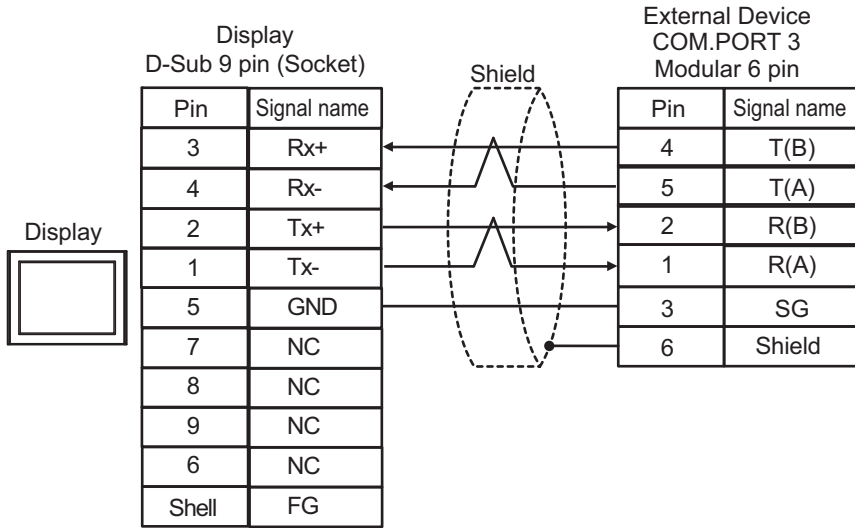 Display
D-Sub 9 pin (Socket)
Shield
External Device
COM.PORT 3
Modular 6 pin
Display
Pin Signal name
3 Rx+
4 Rx-
2 Tx+
1 Tx-
5 GND
7 NC
8 NC
9 NC
6 NC
Shell FG
Pin Signal name
4 T(B)
5 T(A)
2 R(B)
1 R(A)
3 SG
6 Shield